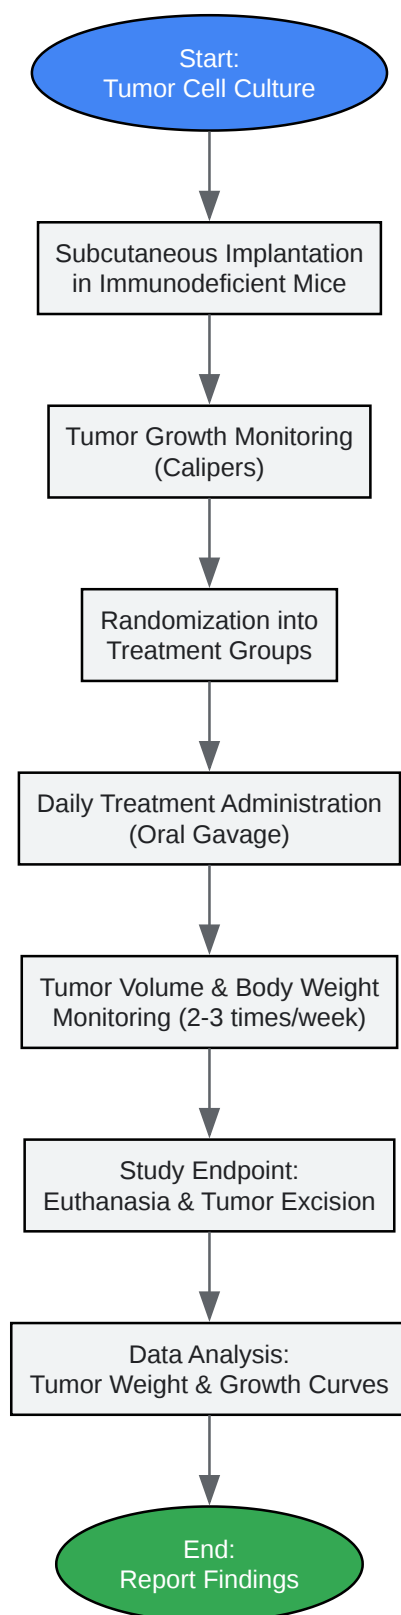 Start:
Tumor Cell Culture
Subcutaneous Implantation
in Immunodeficient Mice
Tumor Growth Monitoring
(Calipers)
Randomization into
Treatment Groups
Daily Treatment Administration
(Oral Gavage)
Tumor Volume & Body Weight
Monitoring (2-3 times/week)
Study Endpoint:
Euthanasia & Tumor Excision
Data Analysis:
Tumor Weight & Growth Curves
End:
Report Findings